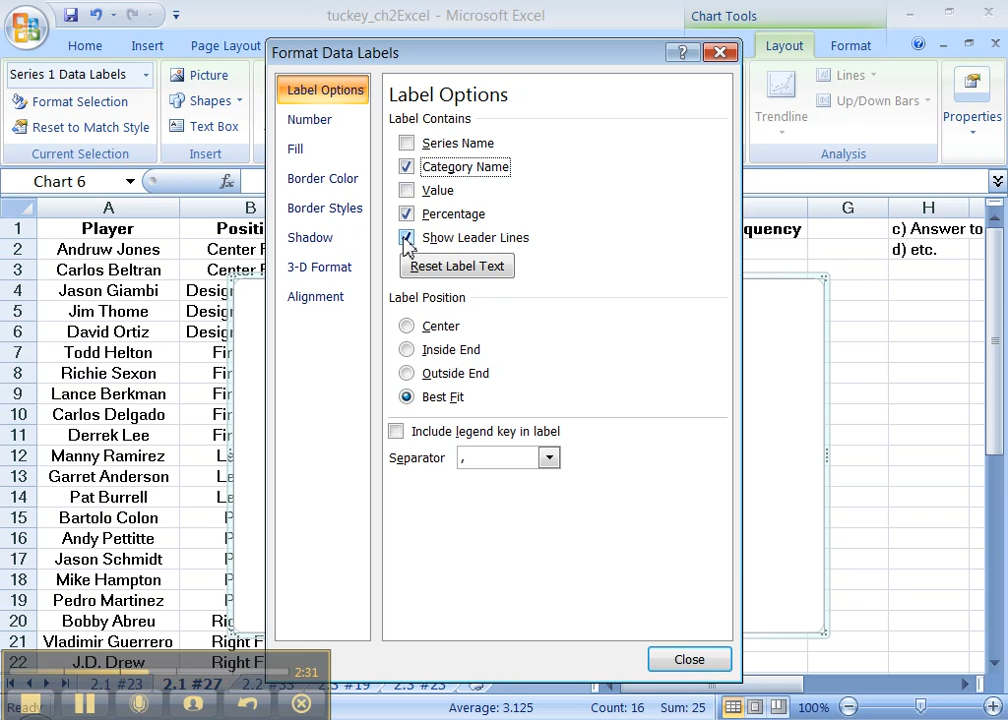 tuckey_ch2Excel - Microsoft Excel
Chart Tools
Home
Insert
Page Layout
Layout
Format
Series 1 Data Labels
Format Selection
Reset to Match Style
Current Selection
Picture
Shapes
Text Box
Insert
Trendline
Lines
Up/Down Bars
Analysis
Properties
Chart 6
fx
Format Data Labels
Label Options
Number
Fill
Border Color
Border Styles
Shadow
3-D Format
Alignment
Label Options
Label Contains
Series Name
Category Name
Value
Percentage
Show Leader Lines
Reset Label Text
Label Position
Center
Inside End
Outside End
Best Fit
Include legend key in label
Separator ,
Close
A B G H
1 Player Positi quency c) Answer to
2 Andruw Jones Center F d) etc.
3 Carlos Beltran Center F
4 Jason Giambi Desig
5 Jim Thome Desig
6 David Ortiz Desig
7 Todd Helton Fir
8 Richie Sexon Fir
9 Lance Berkman Fir
10 Carlos Delgado Fir
11 Derrek Lee Fir
12 Manny Ramirez Le
13 Garret Anderson Le
14 Pat Burrell Le
15 Bartolo Colon P
16 Andy Pettitte P
17 Jason Schmidt P
18 Mike Hampton P
19 Pedro Martinez P
20 Bobby Abreu Rig
21 Vladimir Guerrero Right F
22 J.D. Drew Right F
2:31
2.1 #23 2.1 #27 2.2 #33 2.3 #19 2.3 #23
Ready
Average: 3.125 Count: 16 Sum: 25 100%